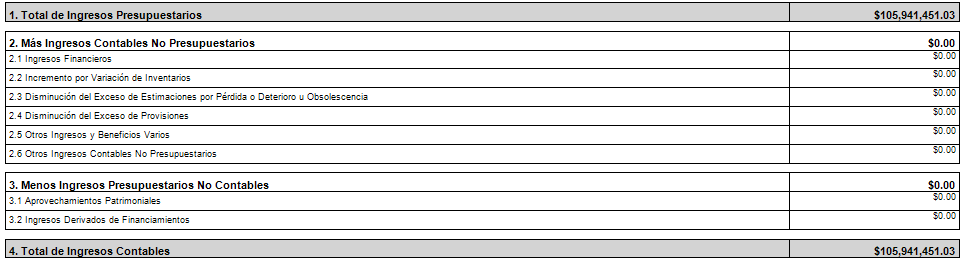 1. Total de Ingresos Presupuestarios $105,941,451.03
2. Más Ingresos Contables No Presupuestarios $0.00
2.1 Ingresos Financieros $0.00
2.2 Incremento por Variación de Inventarios $0.00
2.3 Disminución del Exceso de Estimaciones por Pérdida o Deterioro u Obsolescencia $0.00
2.4 Disminución del Exceso de Provisiones $0.00
2.5 Otros Ingresos y Beneficios Varios $0.00
2.6 Otros Ingresos Contables No Presupuestarios $0.00
3. Menos Ingresos Presupuestarios No Contables $0.00
3.1 Aprovechamientos Patrimoniales $0.00
3.2 Ingresos Derivados de Financiamientos $0.00
4. Total de Ingresos Contables $105,941,451.03